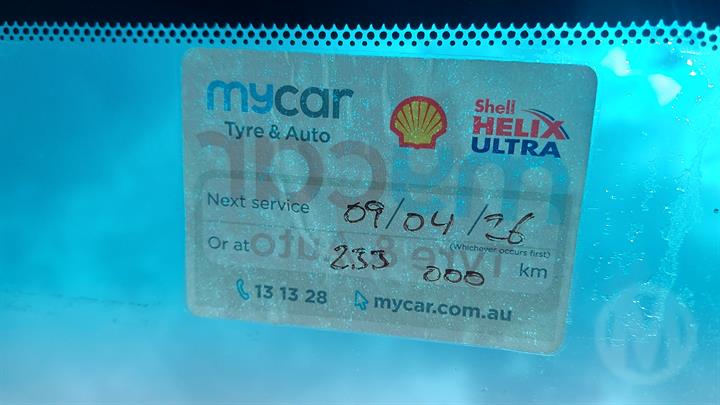 mycar
Tyre & Auto
Shell
HELIX
ULTRA
Next service 09/04/26
(Whichever occurs first)
Or at 233 000 km
13 13 28 mycar.com.au